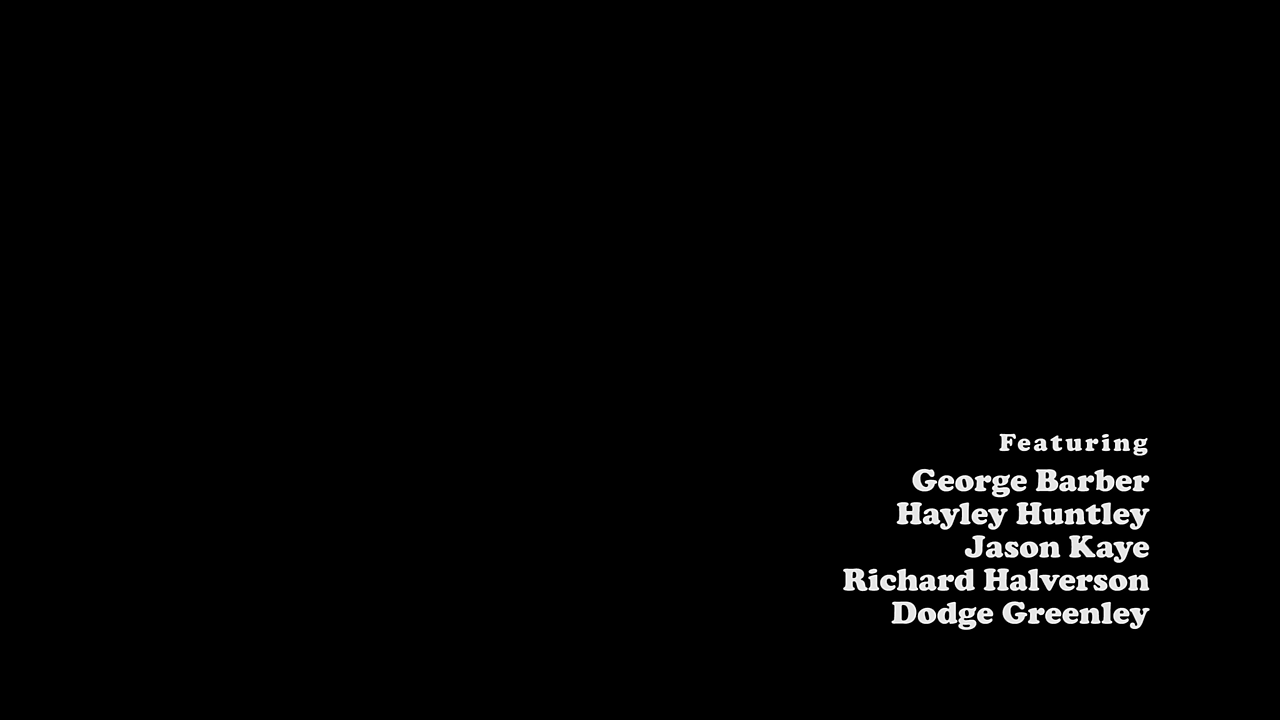 Featuring
George Barber
Hayley Huntley
Jason Kaye
Richard Halverson
Dodge Greenley